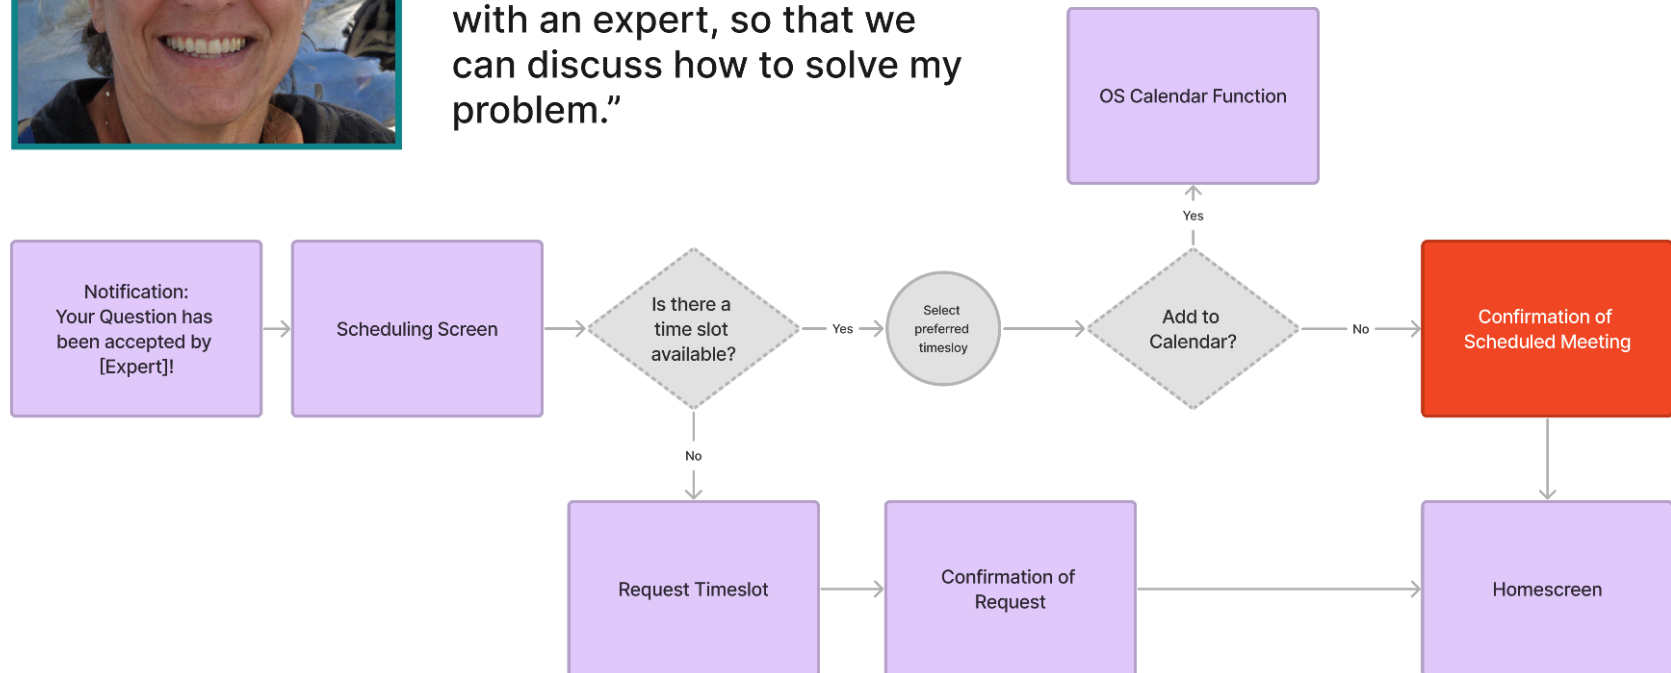 with an expert, so that we
can discuss how to solve my
problem.”
OS Calendar Function
Yes
Notification:
Your Question has
been accepted by
[Expert]!
Scheduling Screen
Is there a
time slot
available?
Yes
Select
preferred
timesloy
Add to
Calendar?
No
Confirmation of
Scheduled Meeting
No
Request Timeslot
Confirmation of
Request
Homescreen